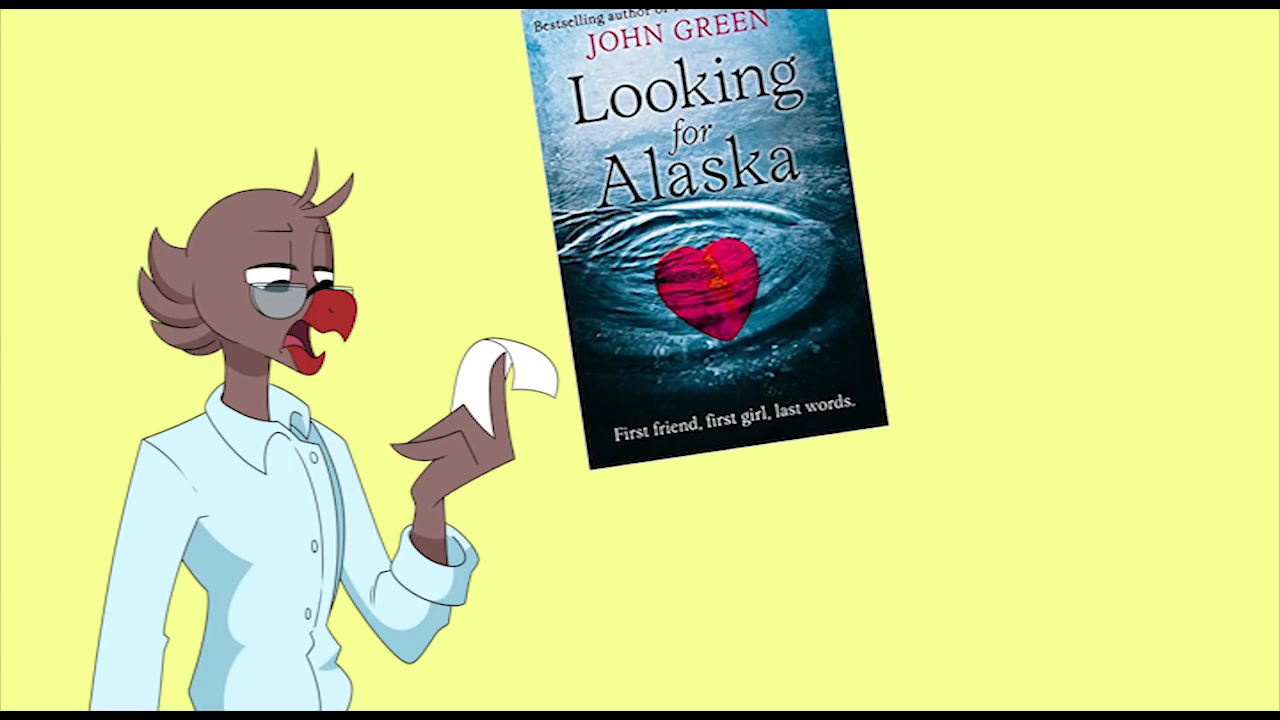 Bestselling author of
JOHN GREEN
Looking
for
Alaska
First friend, first girl, last words.